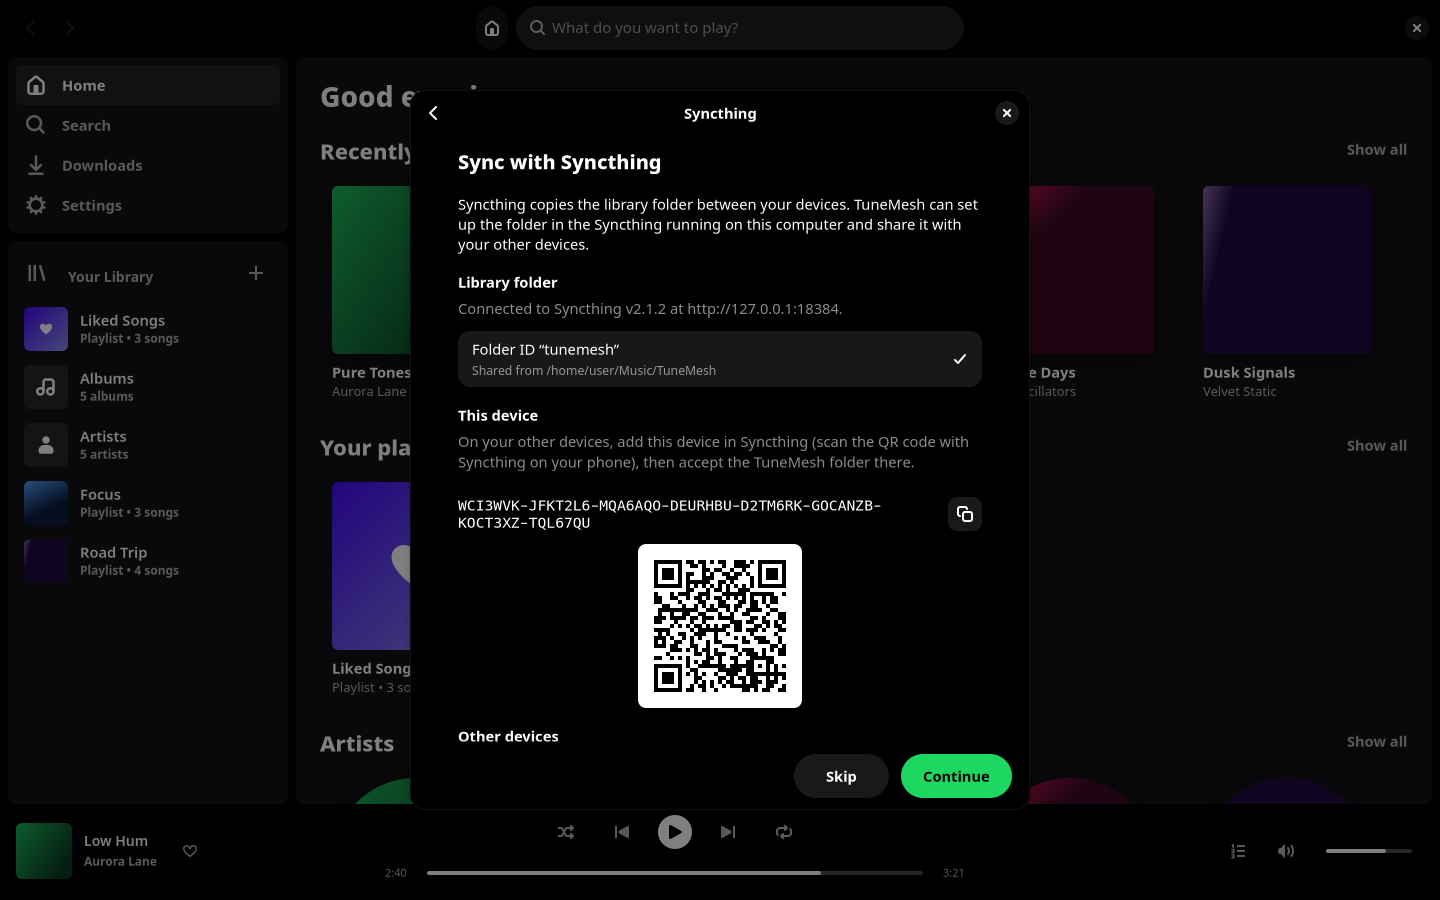 What do you want to play?
Home
Search
Downloads
Settings
Your Library
Liked Songs
Playlist • 3 songs
Albums
5 albums
Artists
5 artists
Focus
Playlist • 3 songs
Road Trip
Playlist • 4 songs
Good
Recently
Show all
Pure Tones
Aurora Lane
Days
Dusk Signals
Velvet Static
Your pla
Show all
Liked Song
Playlist • 3 so
Artists
Show all
Syncthing
Sync with Syncthing
Syncthing copies the library folder between your devices. TuneMesh can set
up the folder in the Syncthing running on this computer and share it with
your other devices.
Library folder
Connected to Syncthing v2.1.2 at http://127.0.0.1:18384.
Folder ID “tunemesh”
Shared from /home/user/Music/TuneMesh
This device
On your other devices, add this device in Syncthing (scan the QR code with
Syncthing on your phone), then accept the TuneMesh folder there.
WCI3WVK-JFKT2L6-MQA6AQO-DEURHBU-D2TM6RK-GOCANZB-
KOCT3XZ-TQL67QU
Other devices
Skip
Continue
Low Hum
Aurora Lane
2:40
3:21